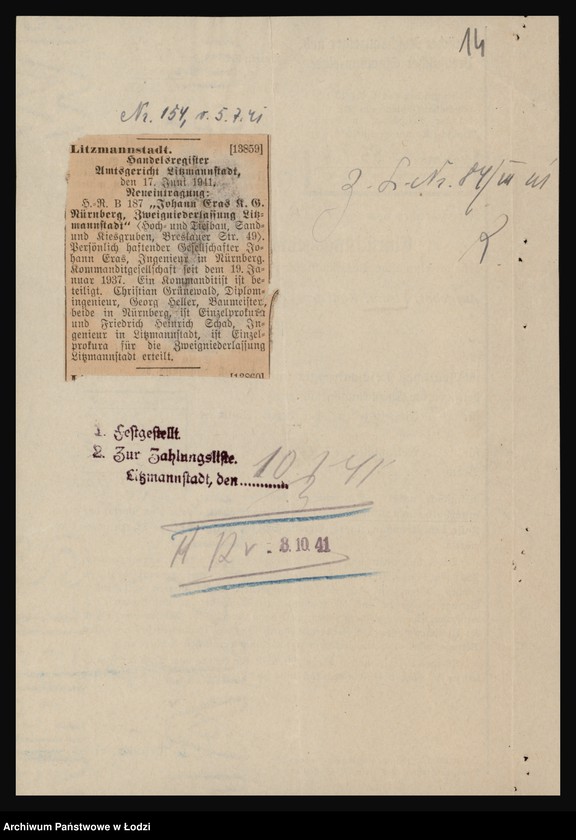 14
Nr. 154, v. 5.7.41
Litzmannstadt. [13859]
Handelsregister
Amtsgericht Litzmannstadt,
den 17. Juni 1941.
Neueintragung:
H.-R. B 187 „Johann Eras K. G.
Nürnberg, Zweigniederlassung Litz-
mannstadt“ (Hoch- und Tiefbau, Sand-
und Kiesgruben, Breslauer Str. 49).
Persönlich haftender Gesellschafter Jo-
hann Eras, Ingenieur in Nürnberg.
Kommanditgesellschaft seit dem 19. Ja-
nuar 1937. Ein Kommanditist ist be-
teiligt. Christian Grünewald, Diplom-
ingenieur, Georg Heller, Baumeister,
beide in Nürnberg, ist Einzelprokura
und Friedrich Heinrich Schad, In-
genieur in Litzmannstadt, ist Einzel-
prokura für die Zweigniederlassung
Litzmannstadt erteilt.
[13860]
1. Festgestellt.
2. Zur Zahlungsliste.
Litzmannstadt, den ...........
8.10.41
Archiwum Państwowe w Łodzi